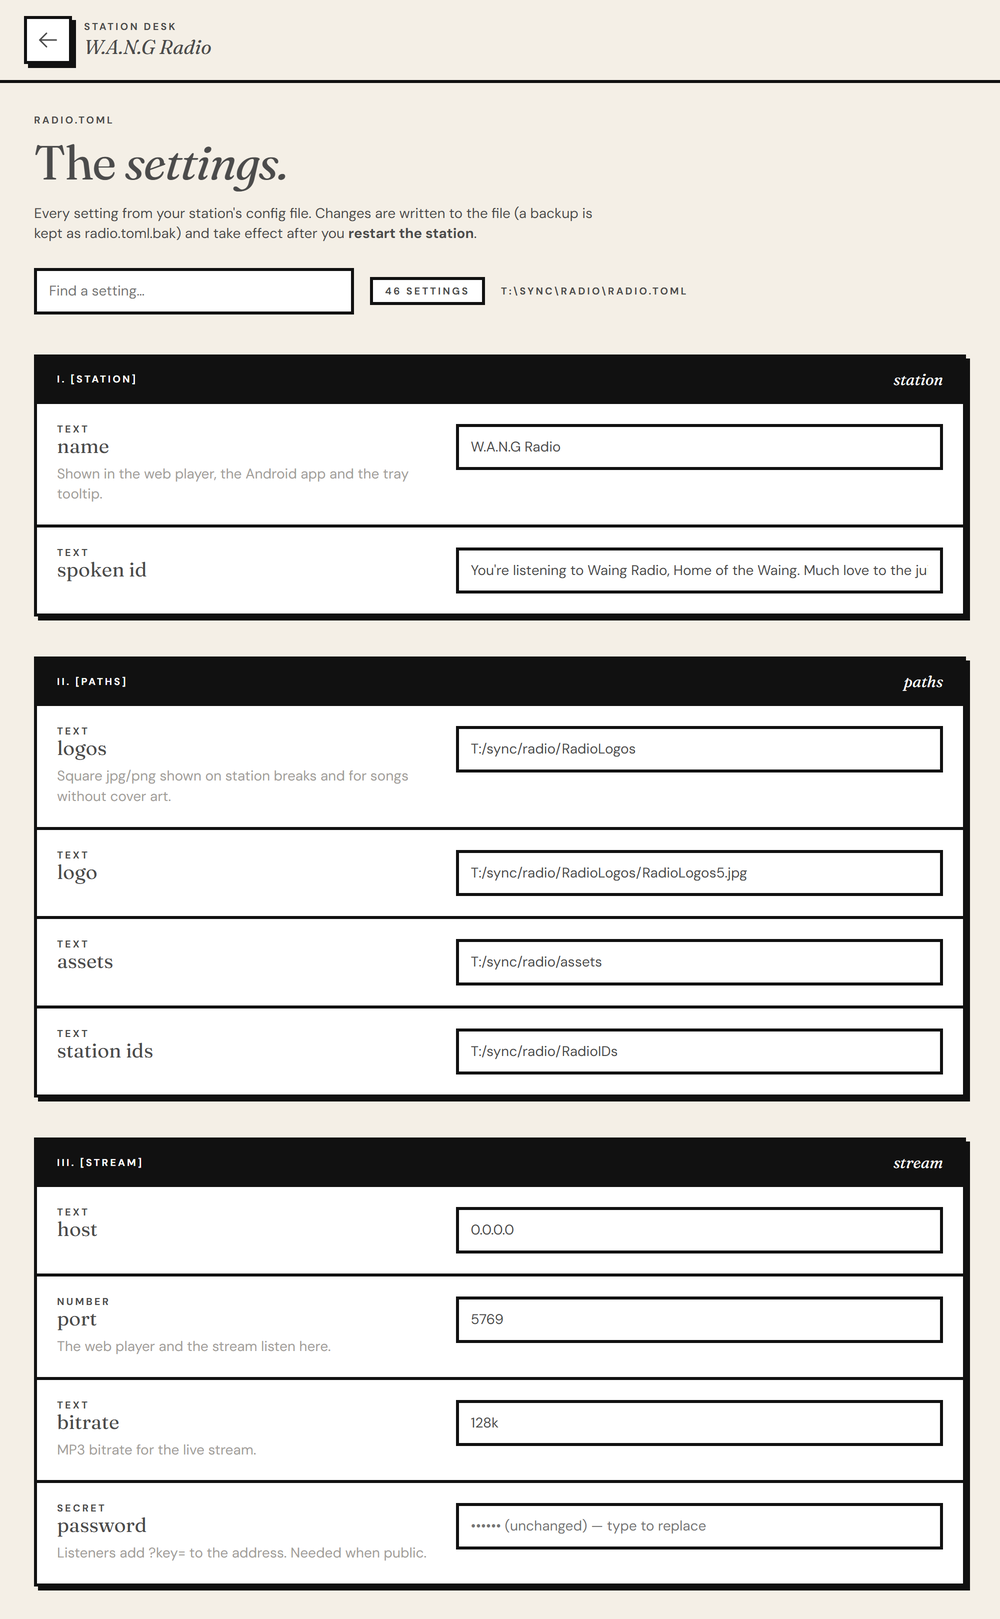 STATION DESK
W.A.N.G Radio
RADIO.TOML
The settings.
Every setting from your station's config file. Changes are written to the file (a backup is
kept as radio.toml.bak) and take effect after you restart the station.
Find a setting...
46 SETTINGS
T:\SYNC\RADIO\RADIO.TOML
I. [STATION]
station
TEXT
name
Shown in the web player, the Android app and the tray
tooltip.
W.A.N.G Radio
TEXT
spoken id
You're listening to Waing Radio, Home of the Waing. Much love to the ju
II. [PATHS]
paths
TEXT
logos
Square jpg/png shown on station breaks and for songs
without cover art.
T:/sync/radio/RadioLogos
TEXT
logo
T:/sync/radio/RadioLogos/RadioLogos5.jpg
TEXT
assets
T:/sync/radio/assets
TEXT
station ids
T:/sync/radio/RadioIDs
III. [STREAM]
stream
TEXT
host
0.0.0.0
NUMBER
port
The web player and the stream listen here.
5769
TEXT
bitrate
MP3 bitrate for the live stream.
128k
SECRET
password
Listeners add ?key= to the address. Needed when public.
•••••• (unchanged) — type to replace